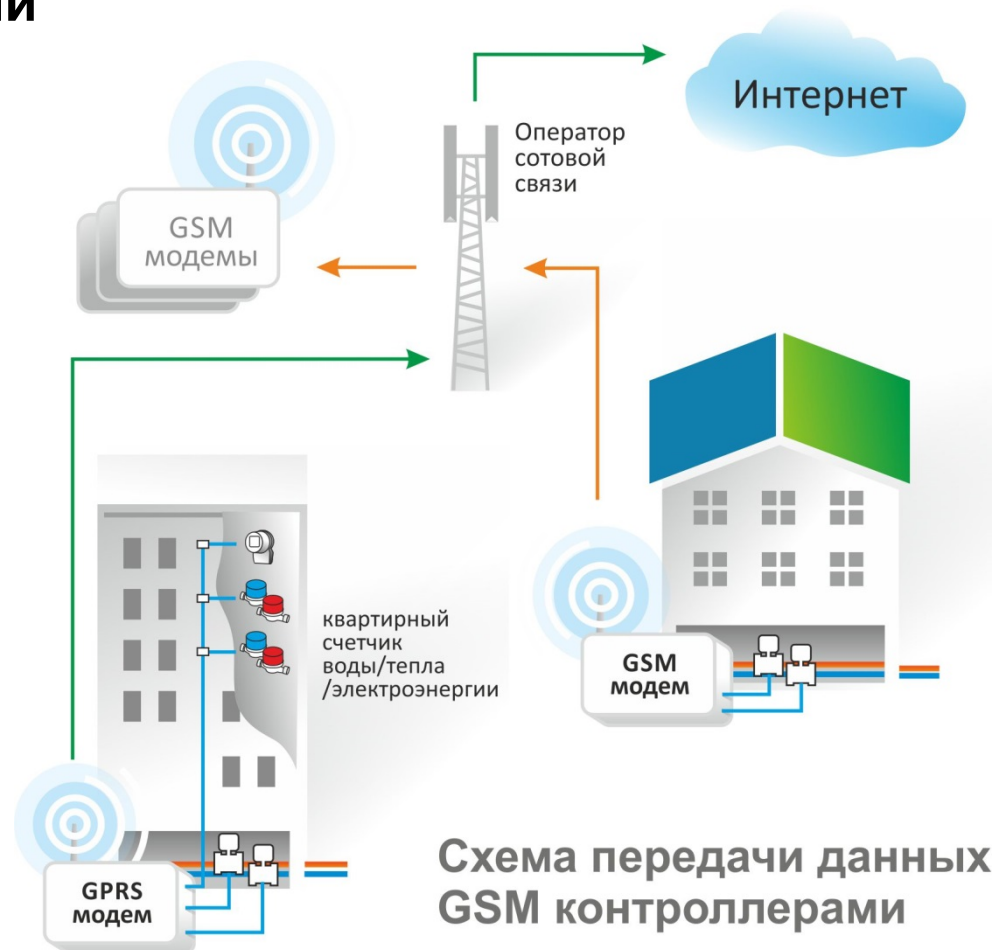 Интернет
Оператор
сотовой
связи
GSM
модемы
квартирный
счетчик
воды/тепла
/электроэнергии
GSM
модем
GPRS
модем
Схема передачи данных
GSM контроллерами